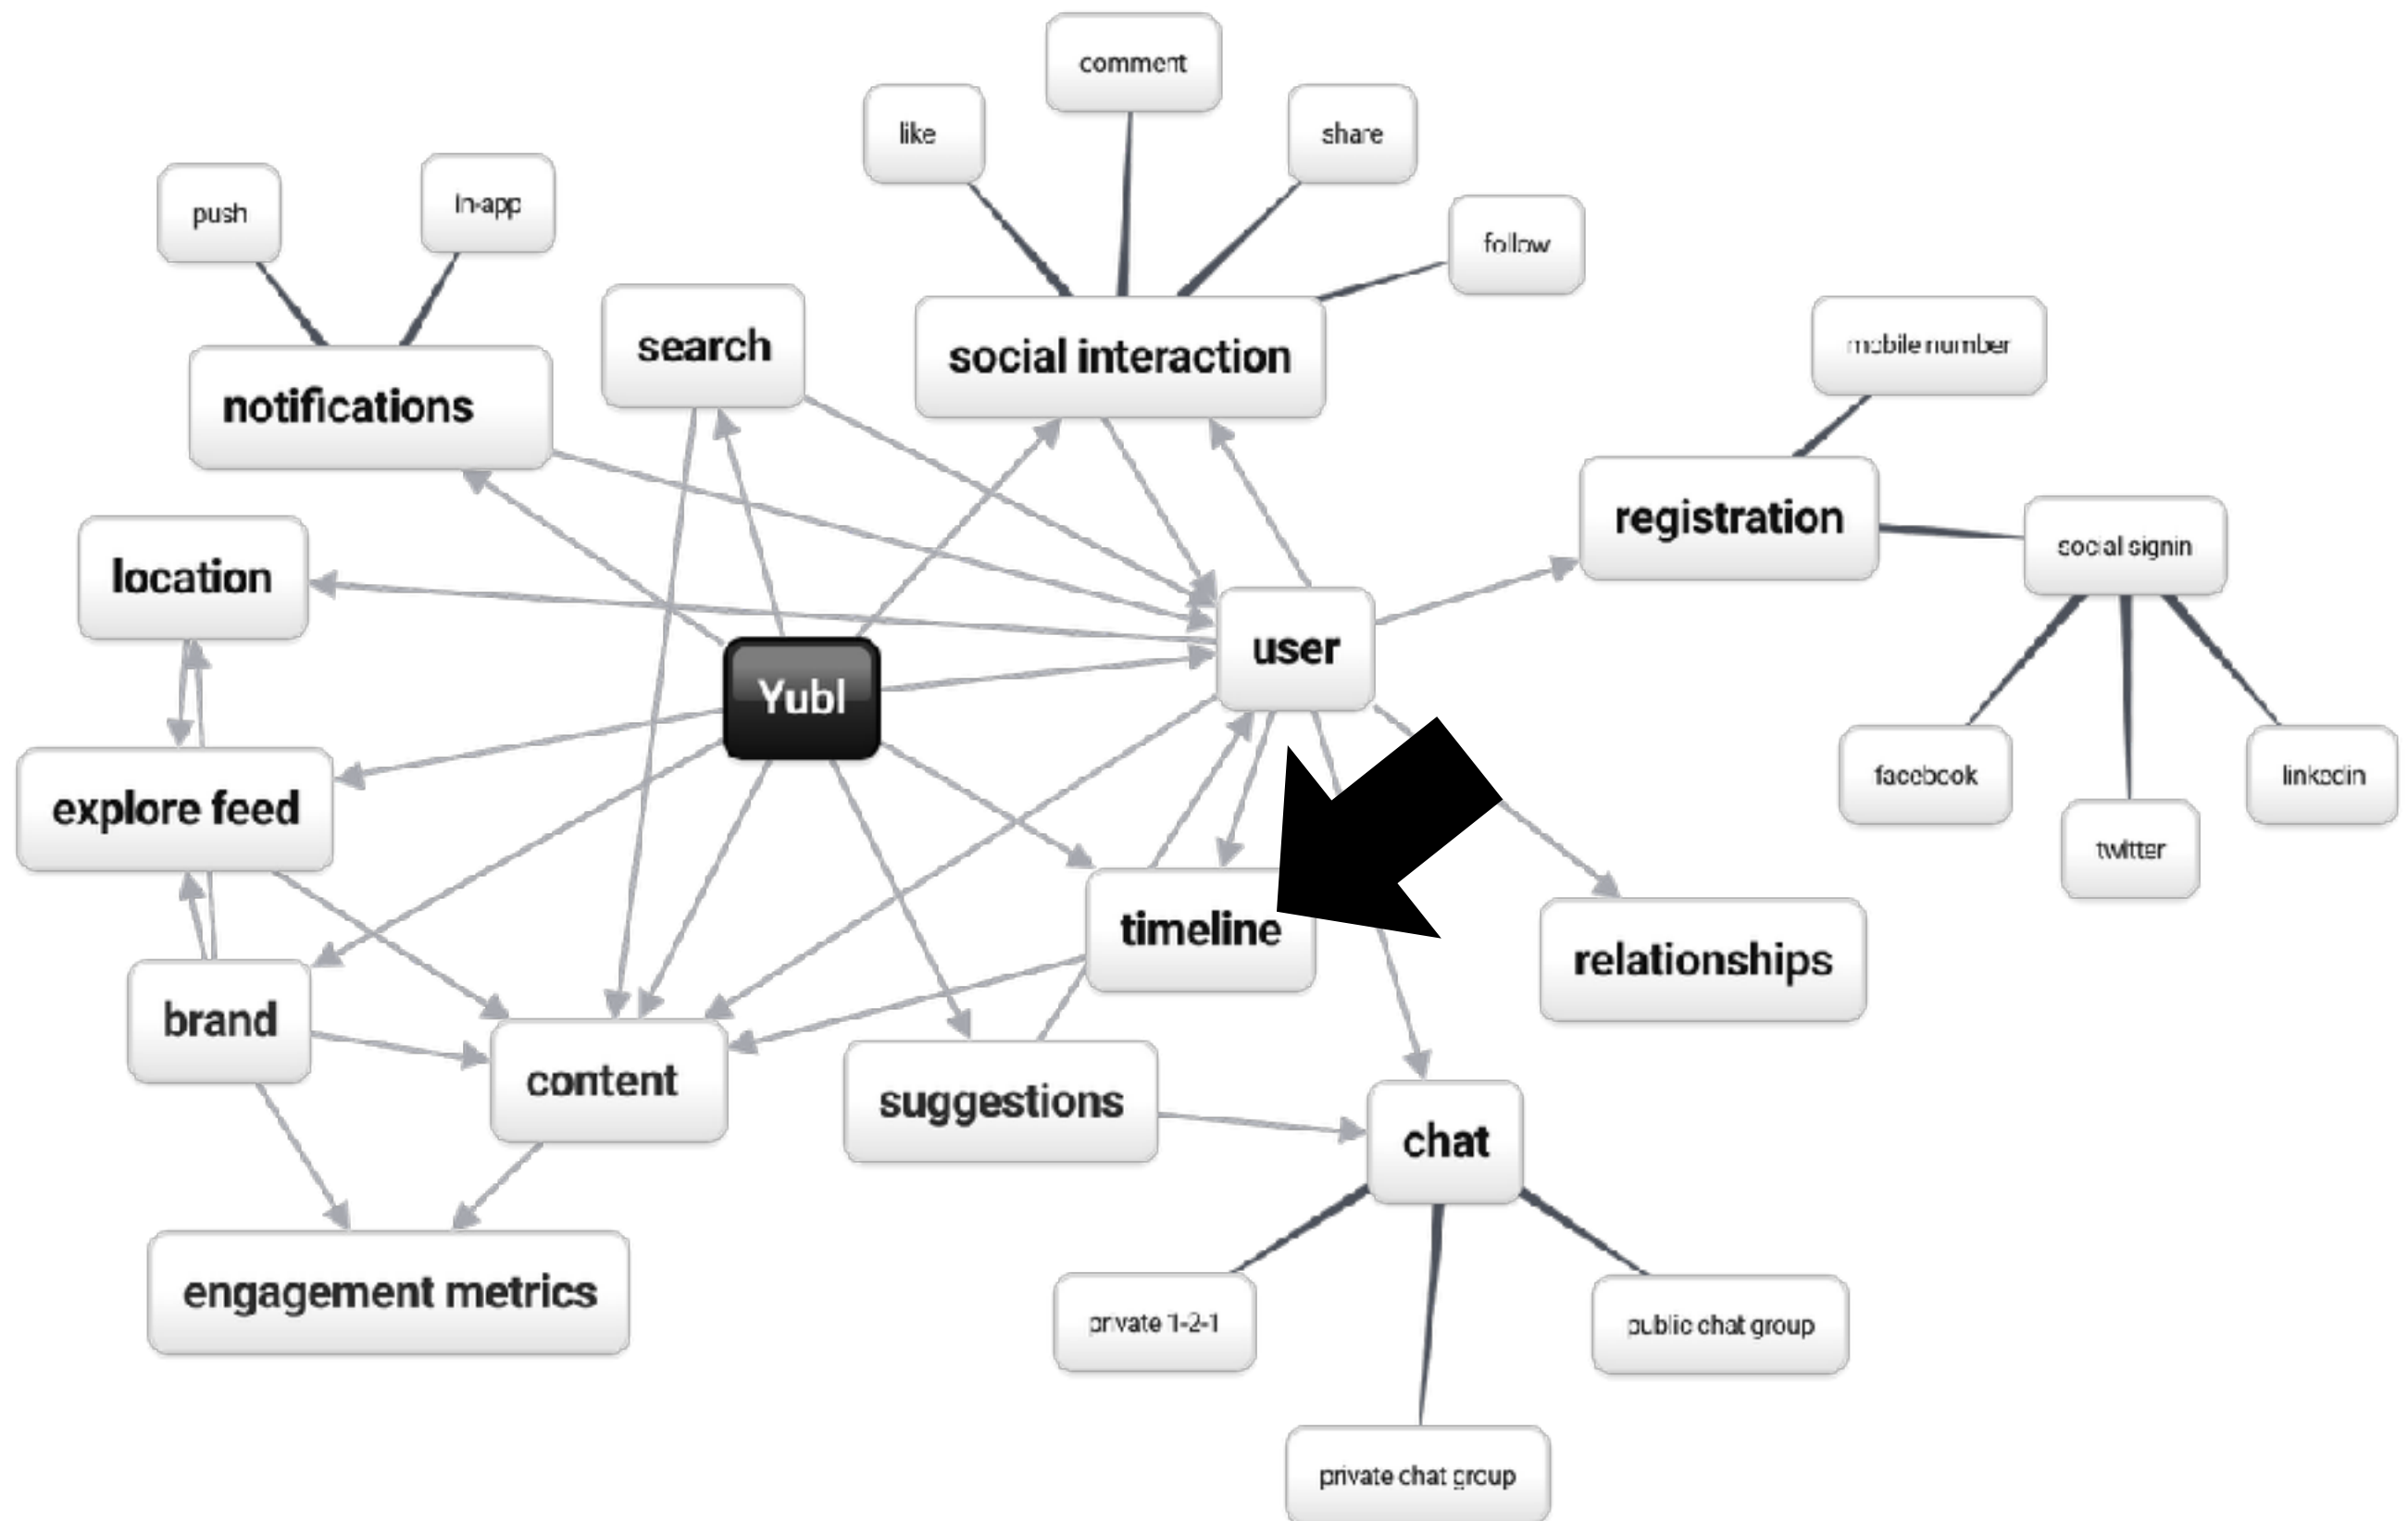 comment
like
share
push
in-app
follow
search
social interaction
mobile number
notifications
registration
social signin
location
user
Yubl
explore feed
facebook
linkedin
twitter
timeline
relationships
brand
content
suggestions
chat
engagement metrics
private 1-2-1
public chat group
private chat group